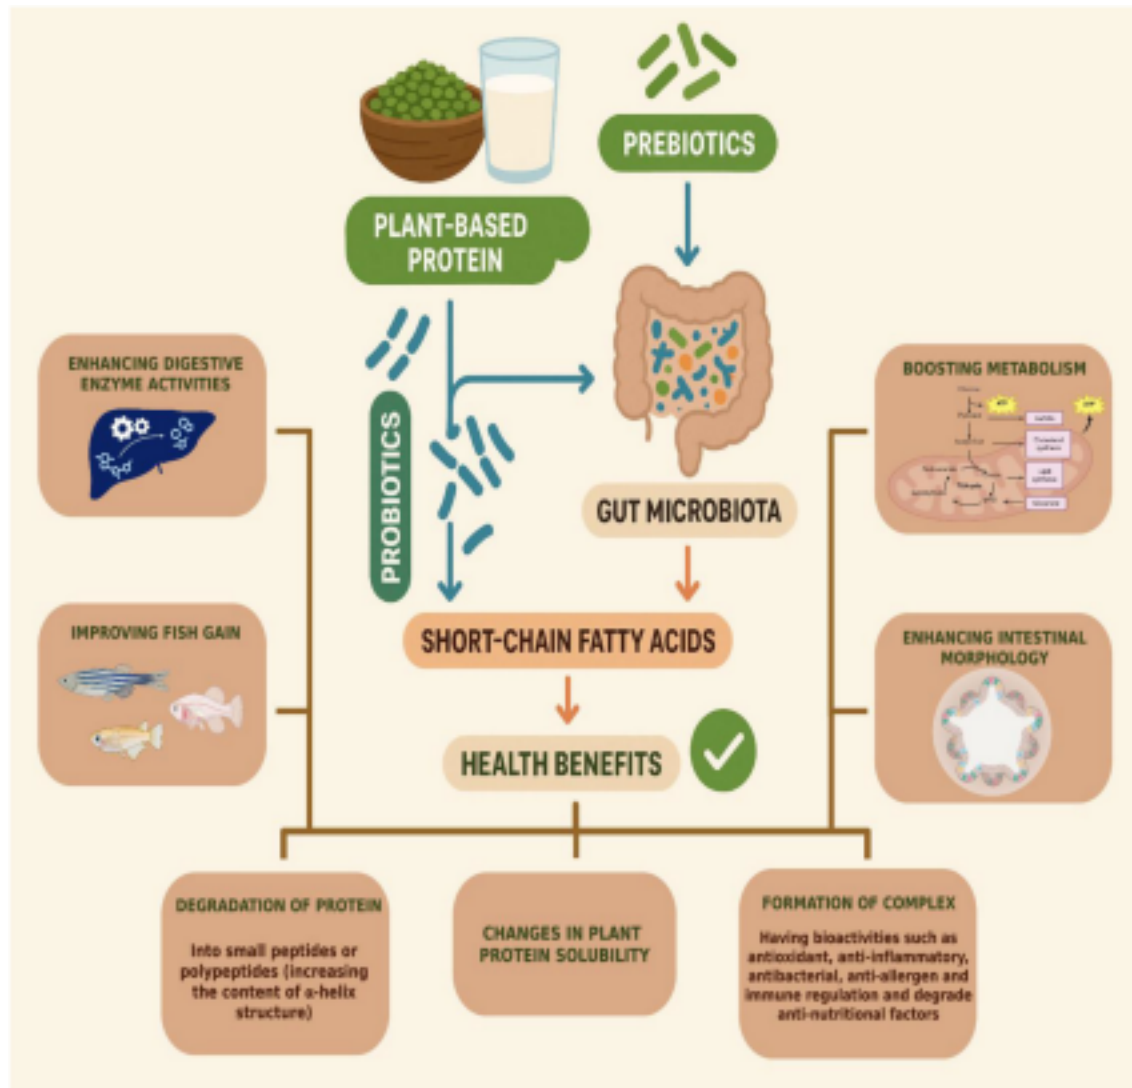 PREBIOTICS
PLANT-BASED
PROTEIN
PROBIOTICS
GUT MICROBIOTA
SHORT-CHAIN FATTY ACIDS
HEALTH BENEFITS
ENHANCING DIGESTIVE
ENZYME ACTIVITIES
IMPROVING FISH GAIN
BOOSTING METABOLISM
ENHANCING INTESTINAL
MORPHOLOGY
DEGRADATION OF PROTEIN
Into small peptides or
polypeptides (increasing
the content of α-helix
structure)
CHANGES IN PLANT
PROTEIN SOLUBILITY
FORMATION OF COMPLEX
Having bioactivities such as
antioxidant, anti-inflammatory,
antibacterial, anti-allergen and
immune regulation and degrade
anti-nutritional factors